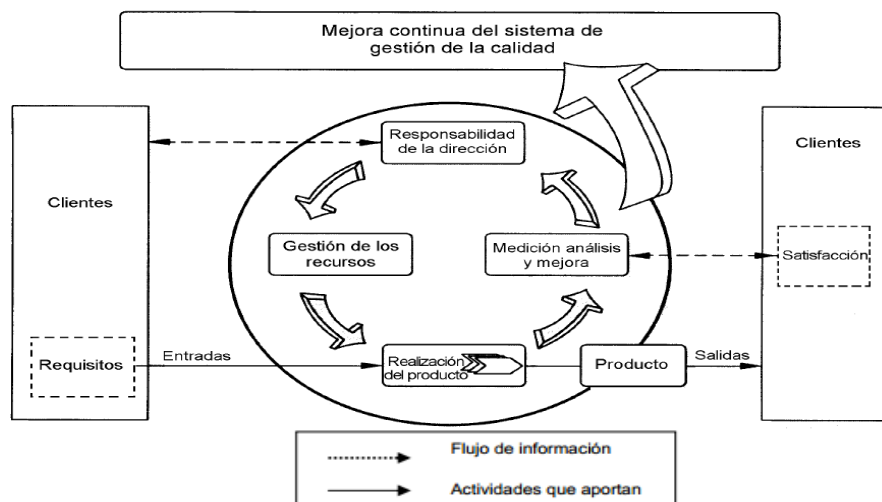 Mejora continua del sistema de
gestión de la calidad
Responsabilidad
de la dirección
Clientes
Clientes
Gestión de los
recursos
Medición análisis
y mejora
Satisfacción
Requisitos
Entradas
Realización
del producto
Producto
Salidas
Flujo de información
Actividades que aportan